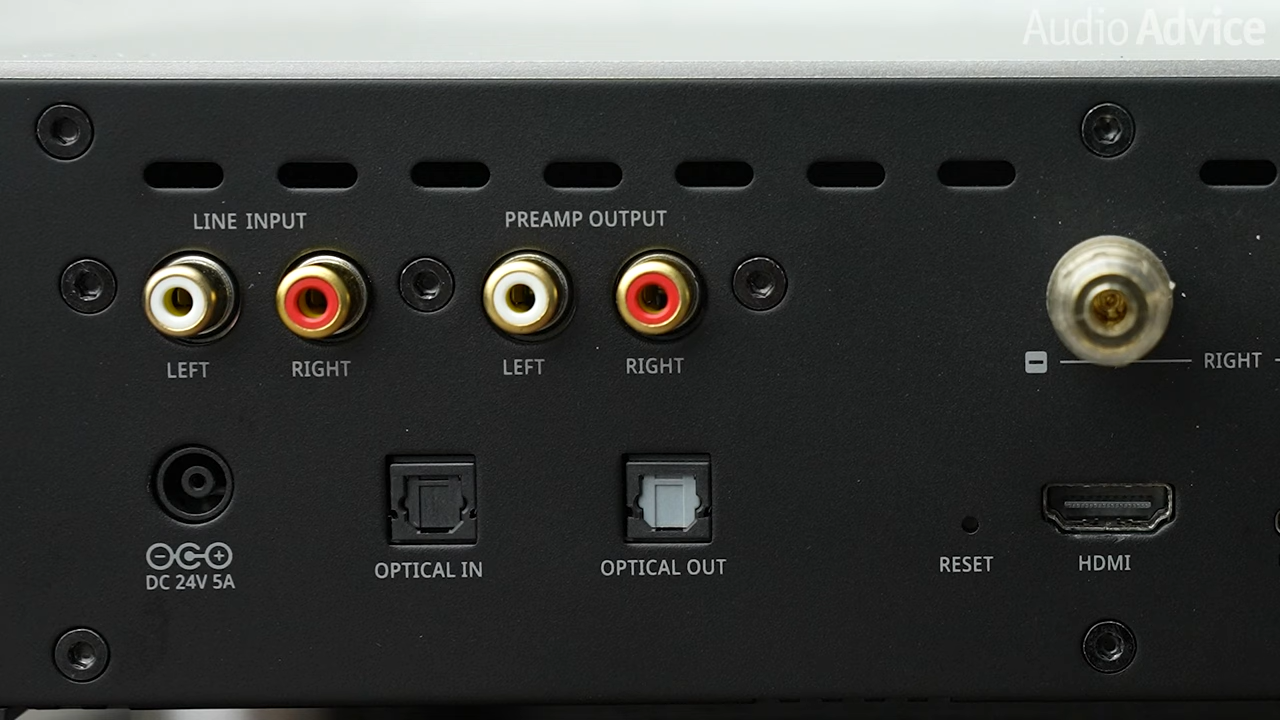 Audio Advice
LINE INPUT
PREAMP OUTPUT
LEFT
RIGHT
LEFT
RIGHT
RIGHT
DC 24V 5A
OPTICAL IN
OPTICAL OUT
RESET
HDMI